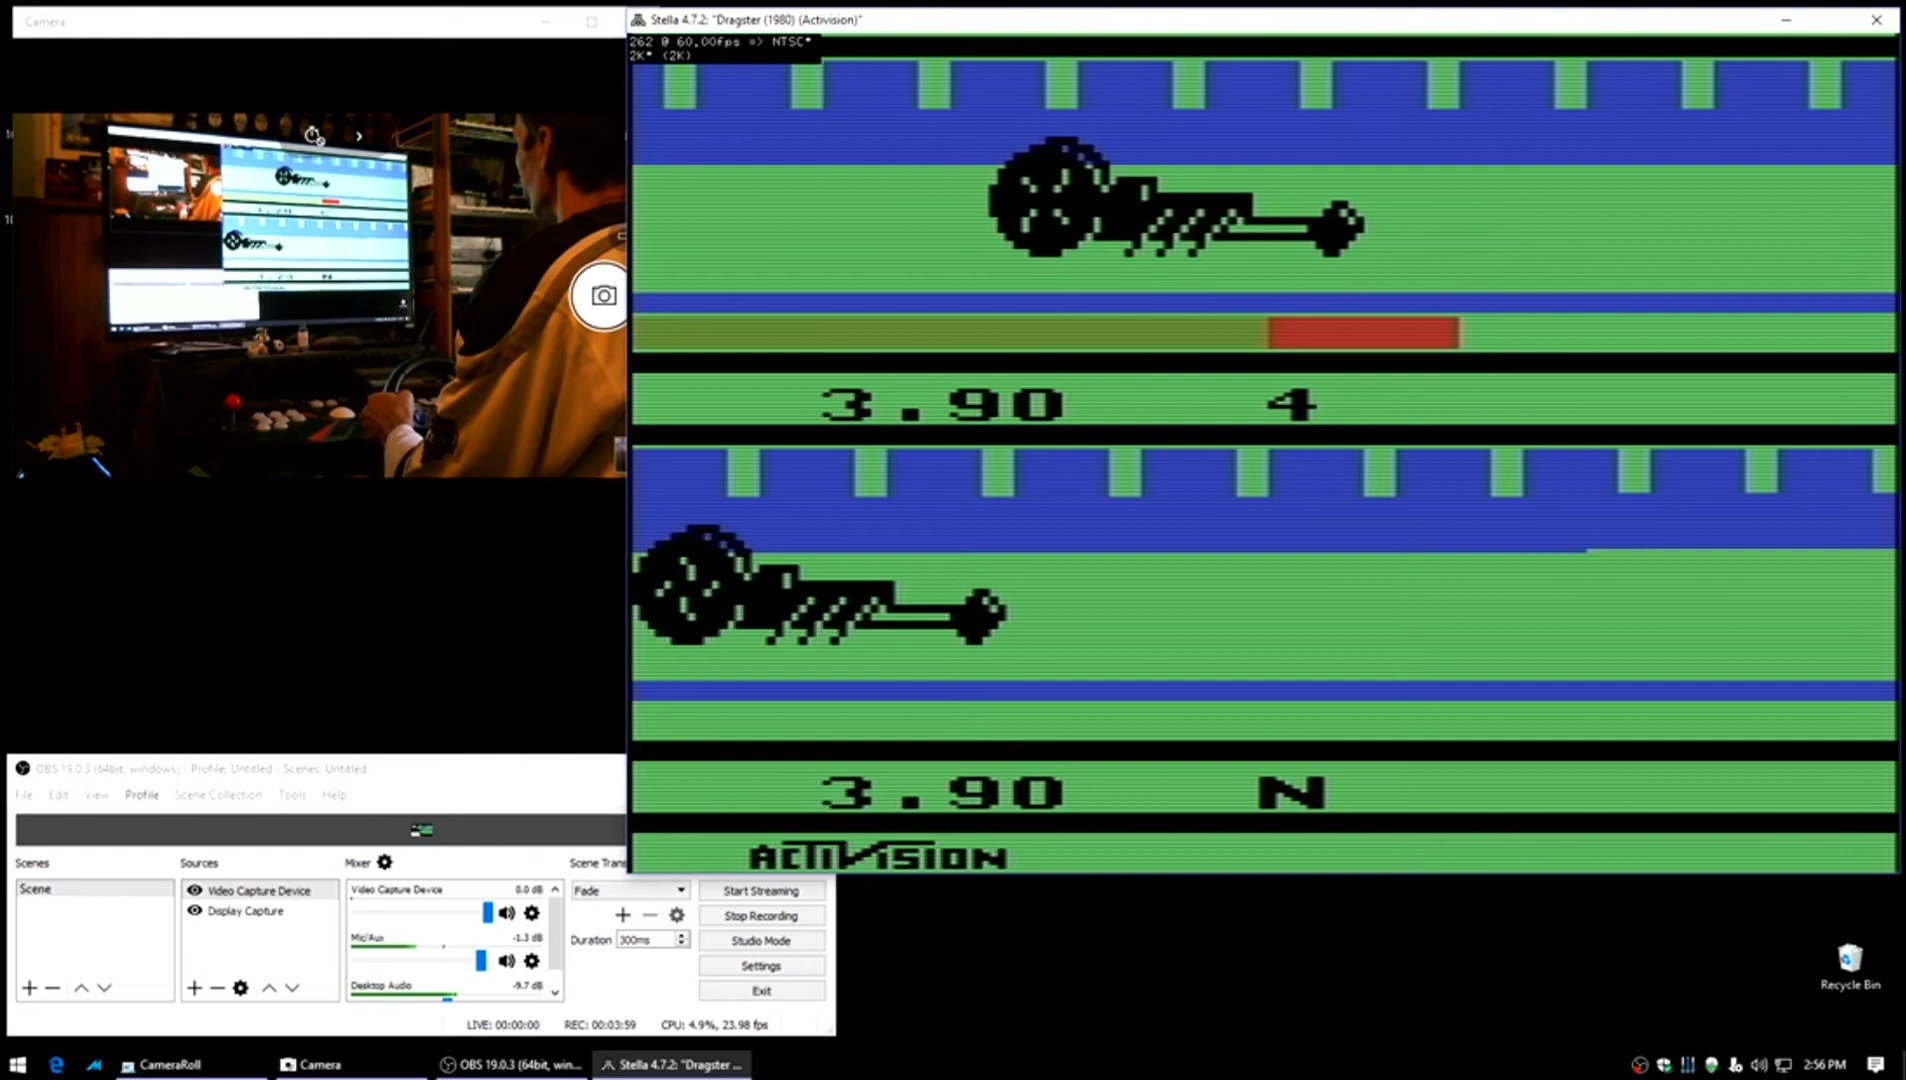 Camera
Stella 4.7.2: "Dragster (1980) (Activision)"
262 @ 60.00fps => NTSC*
2K* (2K)
3.90 4
3.90 N
ACTIVISION
OBS 19.0.3 (64bit, windows) - Profile: Untitled - Scenes: Untitled
File Edit View Profile Scene Collection Tools Help
Scenes
Sources
Mixer
Scene Trans
Scene
Video Capture Device
Display Capture
Video Capture Device 0.0 dB
Mic/Aux -1.3 dB
Desktop Audio -9.7 dB
Fade
Duration 300ms
Start Streaming
Stop Recording
Studio Mode
Settings
Exit
LIVE: 00:00:00 REC: 00:03:59 CPU: 4.9%, 23.98 fps
Recycle Bin
CameraRoll
Camera
OBS 19.0.3 (64bit, win...
Stella 4.7.2: "Dragster ...
2:56 PM